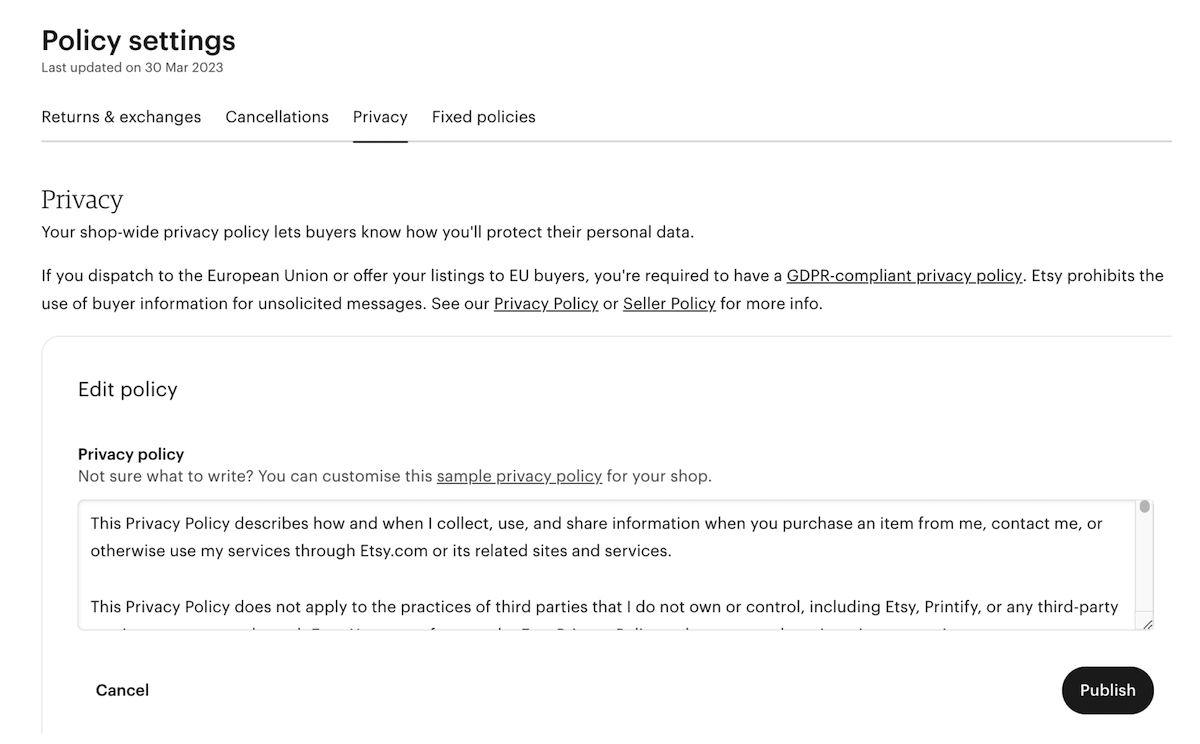 Policy settings
Last updated on 30 Mar 2023
Returns & exchanges Cancellations Privacy Fixed policies
Privacy
Your shop-wide privacy policy lets buyers know how you'll protect their personal data.
If you dispatch to the European Union or offer your listings to EU buyers, you're required to have a GDPR-compliant privacy policy. Etsy prohibits the
use of buyer information for unsolicited messages. See our Privacy Policy or Seller Policy for more info.
Edit policy
Privacy policy
Not sure what to write? You can customise this sample privacy policy for your shop.
This Privacy Policy describes how and when I collect, use, and share information when you purchase an item from me, contact me, or
otherwise use my services through Etsy.com or its related sites and services.
This Privacy Policy does not apply to the practices of third parties that I do not own or control, including Etsy, Printify, or any third-party
Cancel
Publish